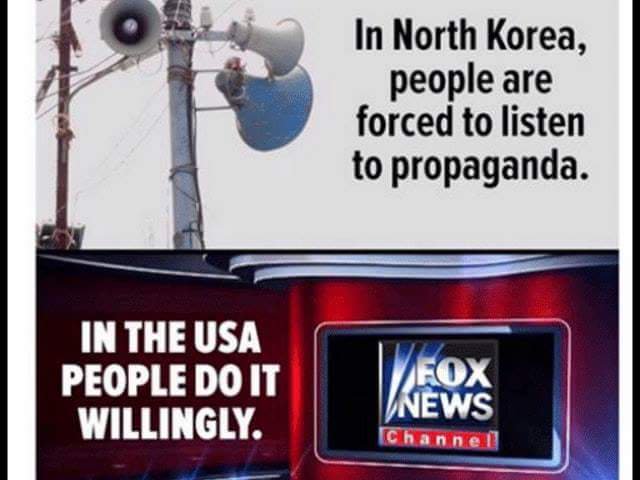 In North Korea,
people are
forced to listen
to propaganda.
IN THE USA
PEOPLE DO IT
WILLINGLY.
FOX
NEWS
Channel